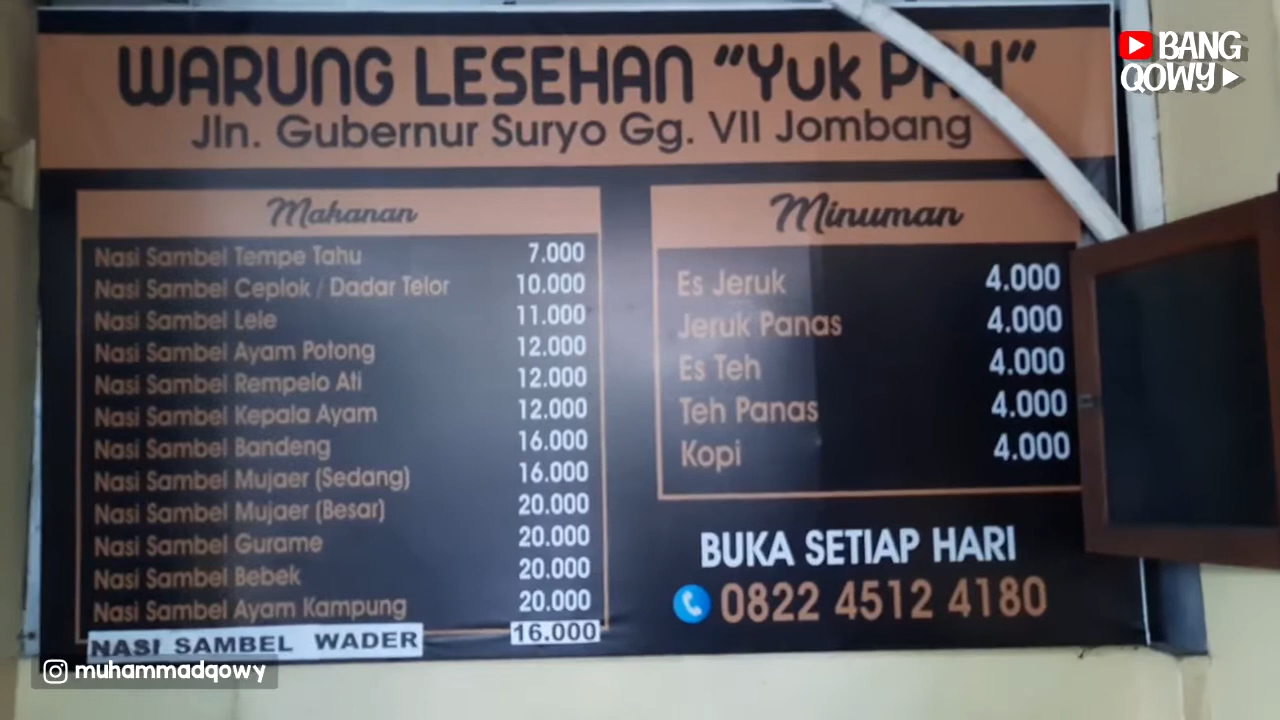 WARUNG LESEHAN "Yuk PAH"
Jln. Gubernur Suryo Gg. VII Jombang
Makanan
Nasi Sambel Tempe Tahu 7.000
Nasi Sambel Ceplok / Dadar Telor 10.000
Nasi Sambel Lele 11.000
Nasi Sambel Ayam Potong 12.000
Nasi Sambel Rempelo Ati 12.000
Nasi Sambel Kepala Ayam 12.000
Nasi Sambel Bandeng 16.000
Nasi Sambel Mujaer (Sedang) 16.000
Nasi Sambel Mujaer (Besar) 20.000
Nasi Sambel Gurame 20.000
Nasi Sambel Bebek 20.000
Nasi Sambel Ayam Kampung 20.000
NASI SAMBEL WADER 16.000
Minuman
Es Jeruk 4.000
Jeruk Panas 4.000
Es Teh 4.000
Teh Panas 4.000
Kopi 4.000
BUKA SETIAP HARI
0822 4512 4180
BANG
QOWY
muhammadqowy